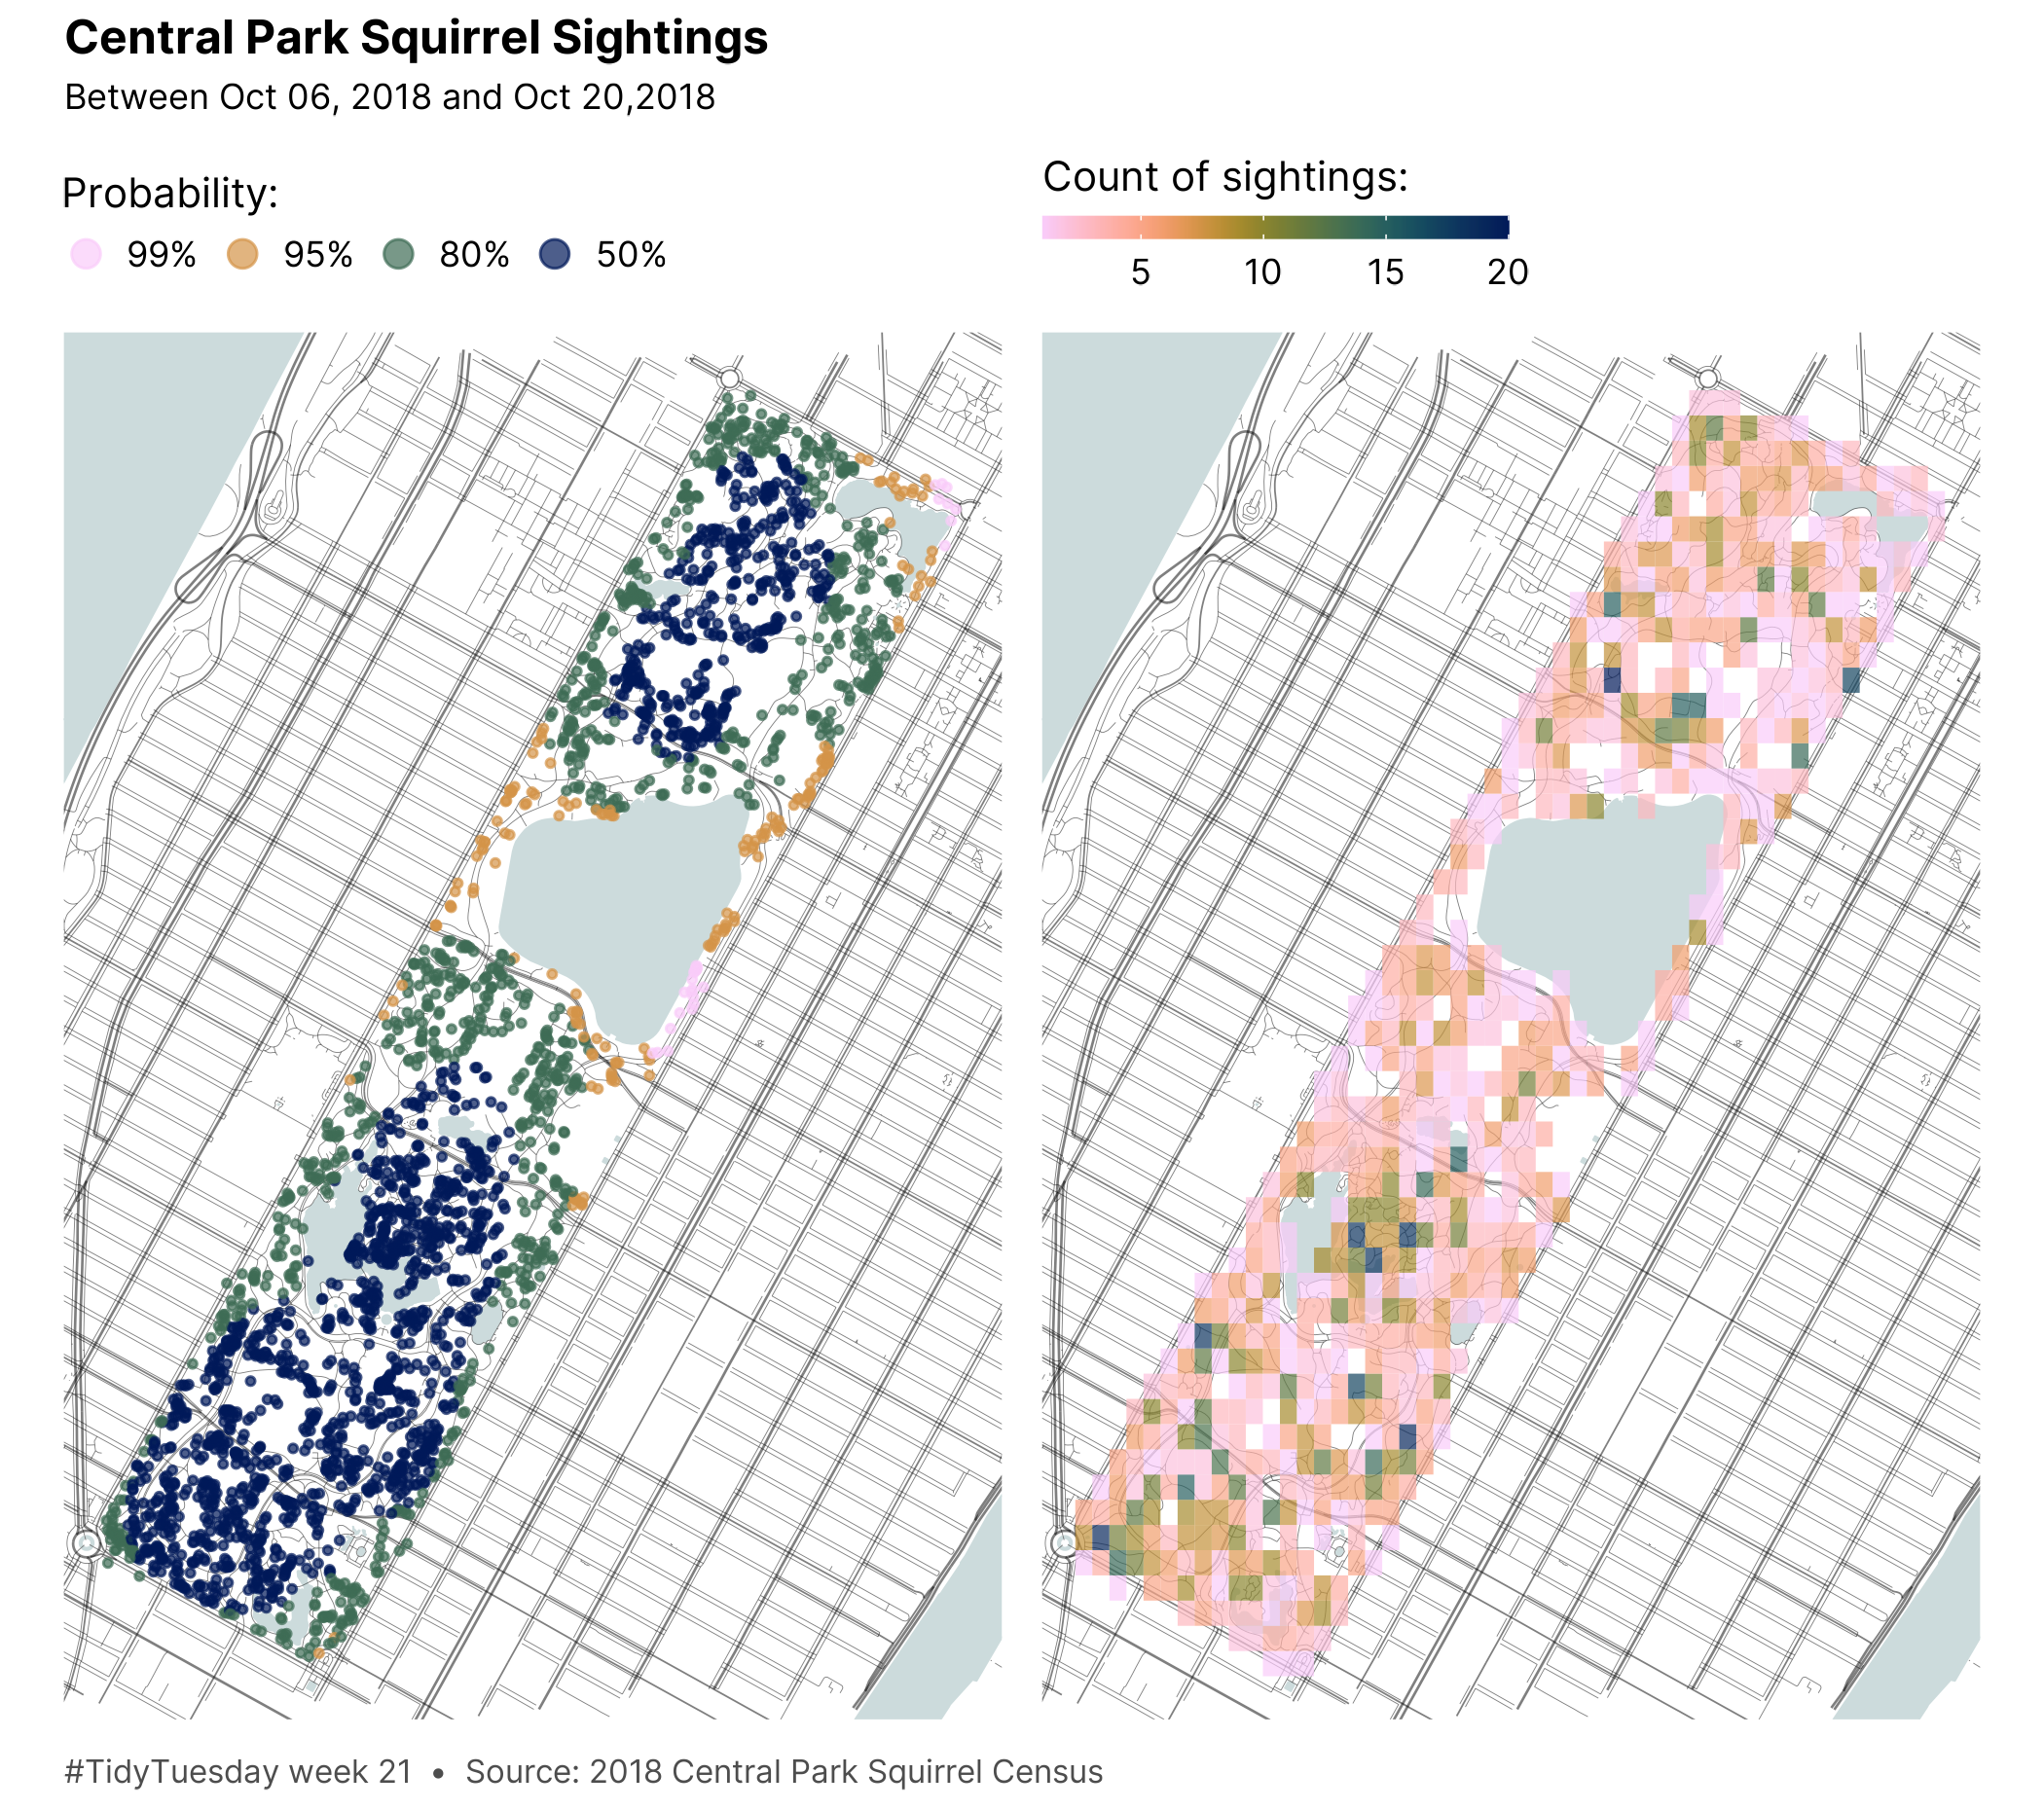 Central Park Squirrel Sightings
Between Oct 06, 2018 and Oct 20,2018
Probability:
99% 95% 80% 50%
Count of sightings:
5 10 15 20
#TidyTuesday week 21 • Source: 2018 Central Park Squirrel Census